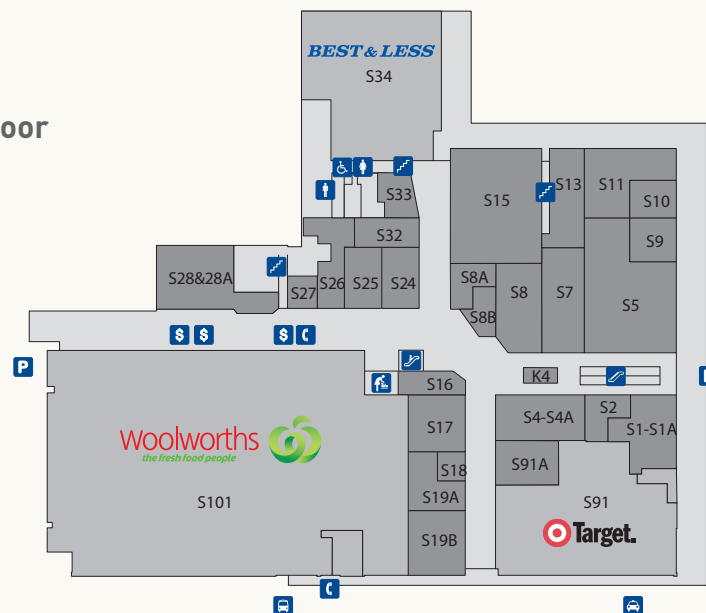 BEST & LESS
S34
oor
S33
S15
S13
S11
S10
S32
S9
S28&28A
S27
S26
S25
S24
S8A
S8
S7
S5
S8B
$
$
$
P
K4
S16
S4-S4A
S2
S17
S1-S1A
Woolworths
the fresh food people
S18
S91A
S19A
S101
S91
Target.
S19B